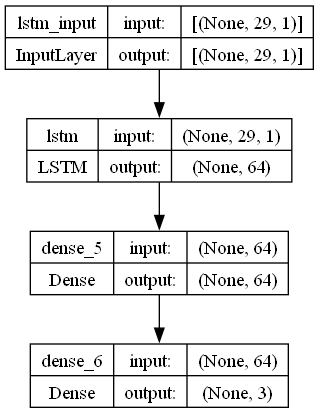 lstm_input input: [(None, 29, 1)]
InputLayer output: [(None, 29, 1)]
lstm input: (None, 29, 1)
LSTM output: (None, 64)
dense_5 input: (None, 64)
Dense output: (None, 64)
dense_6 input: (None, 64)
Dense output: (None, 3)